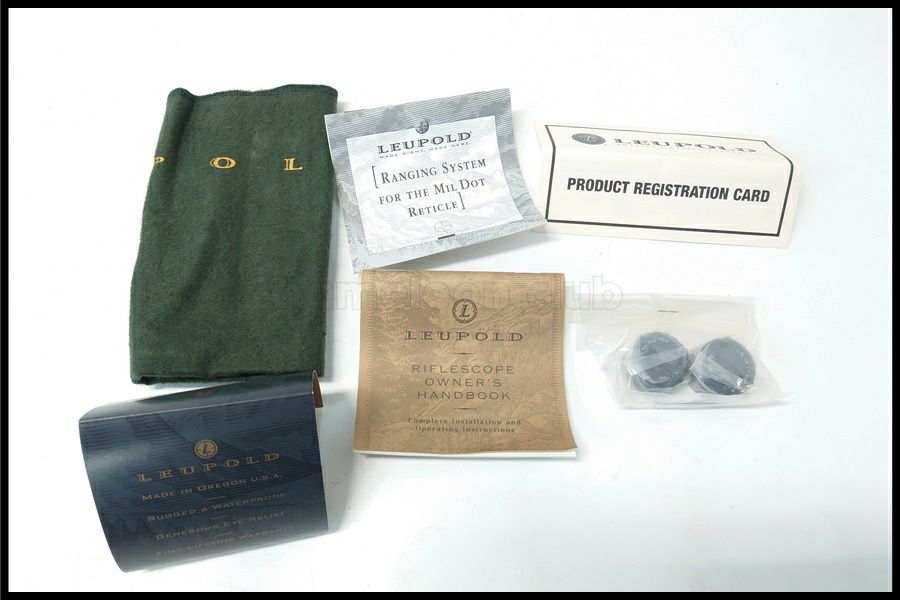 P O L
LEUPOLD
MADE RIGHT, MADE HERE.
[RANGING SYSTEM
FOR THE MIL DOT
RETICLE]
LEUPOLD
PRODUCT REGISTRATION CARD
L
LEUPOLD
RIFLESCOPE
OWNER'S
HANDBOOK
Complete Installation and
Operating Instructions
L
LEUPOLD
MADE IN OREGON U.S.A.
RUGGED & WATERPROOF
GENEROUS EYE RELIEF
FULL LIFETIME WARRANTY
club